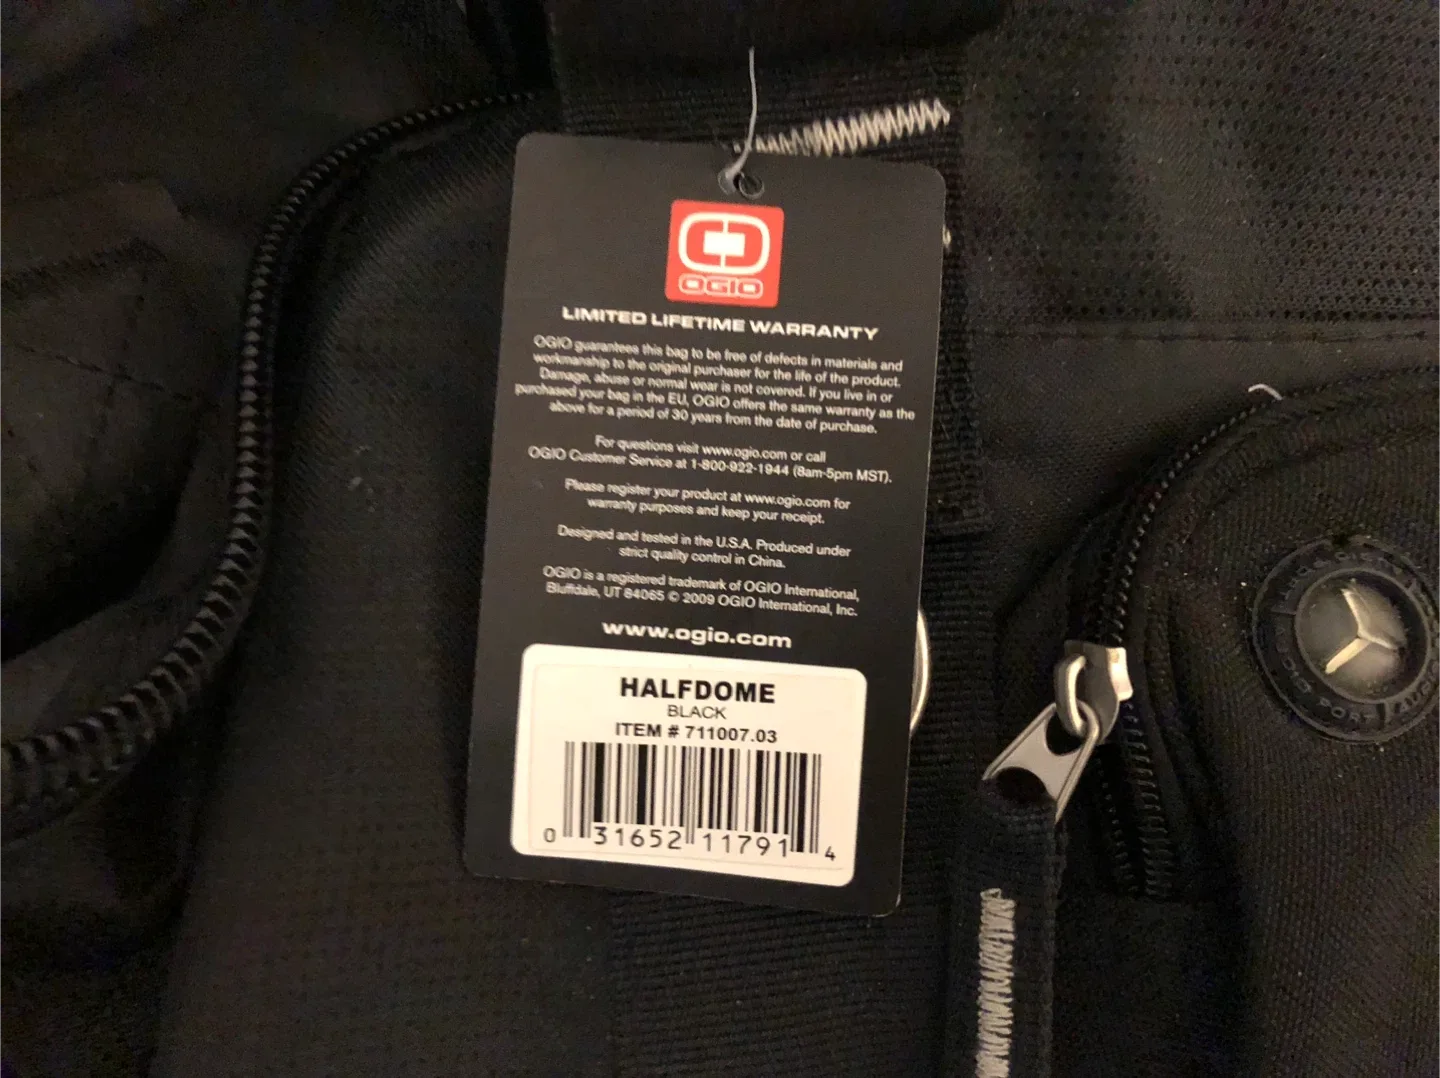 OGIO
LIMITED LIFETIME WARRANTY
OGIO guarantees this bag to be free of defects in materials and
workmanship to the original purchaser for the life of the product.
Damage, abuse or normal wear is not covered. If you live in or
purchased your bag in the EU, OGIO offers the same warranty as the
above for a period of 30 years from the date of purchase.
For questions visit www.ogio.com or call
OGIO Customer Service at 1-800-922-1944 (8am-5pm MST).
Please register your product at www.ogio.com for
warranty purposes and keep your receipt.
Designed and tested in the U.S.A. Produced under
strict quality control in China.
OGIO is a registered trademark of OGIO International,
Bluffdale, UT 84065 © 2009 OGIO International, Inc.
www.ogio.com
HALFDOME
BLACK
ITEM # 711007.03
0 31652 11791 4
PORT